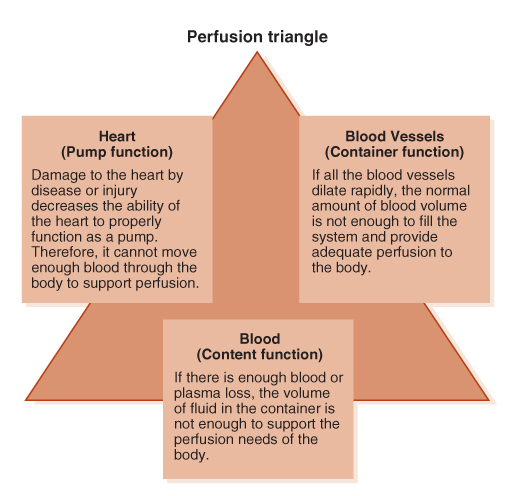 Perfusion triangle
Heart
(Pump function)
Damage to the heart by
disease or injury
decreases the ability of
the heart to properly
function as a pump.
Therefore, it cannot move
enough blood through the
body to support perfusion.
Blood Vessels
(Container function)
If all the blood vessels
dilate rapidly, the normal
amount of blood volume
is not enough to fill the
system and provide
adequate perfusion to
the body.
Blood
(Content function)
If there is enough blood or
plasma loss, the volume
of fluid in the container is
not enough to support the
perfusion needs of the
body.